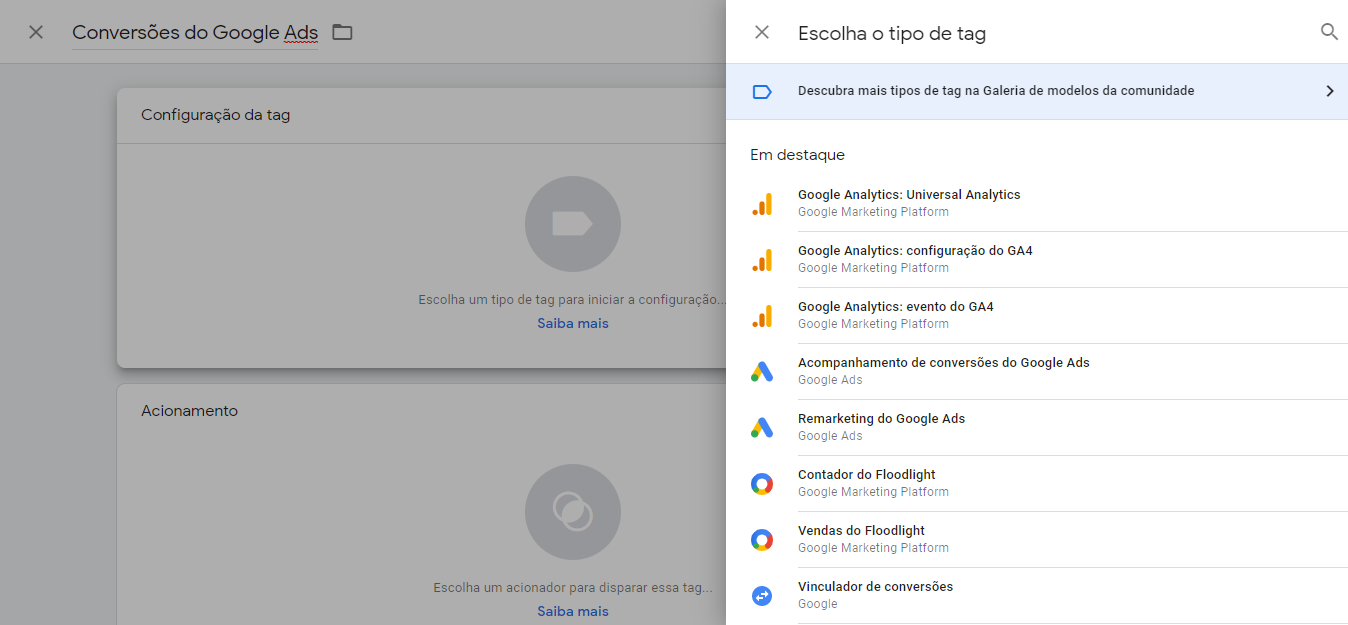 Conversões do Google Ads
Configuração da tag
Escolha um tipo de tag para iniciar a configuração...
Saiba mais
Acionamento
Escolha um acionador para disparar essa tag...
Saiba mais
Escolha o tipo de tag
Descubra mais tipos de tag na Galeria de modelos da comunidade
Em destaque
Google Analytics: Universal Analytics
Google Marketing Platform
Google Analytics: configuração do GA4
Google Marketing Platform
Google Analytics: evento do GA4
Google Marketing Platform
Acompanhamento de conversões do Google Ads
Google Ads
Remarketing do Google Ads
Google Ads
Contador do Floodlight
Google Marketing Platform
Vendas do Floodlight
Google Marketing Platform
Vinculador de conversões
Google